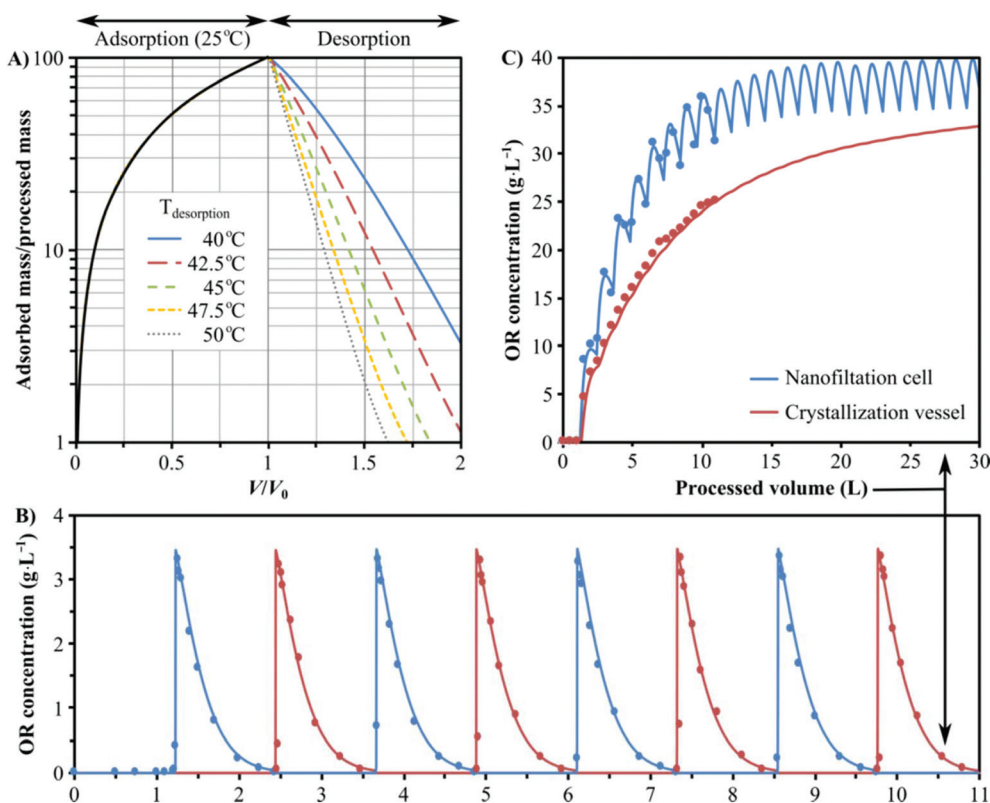 Adsorption (25°C) Desorption
A)
Adsorbed mass/processed mass
100
10
1
T desorption
40°C
42.5°C
45°C
47.5°C
50°C
0 0.5 1 1.5 2
V/V0
C)
OR concentration (g·L⁻¹)
40
35
30
25
20
15
10
5
0
Nanofiltation cell
Crystallization vessel
0 5 10 15 20 25 30
Processed volume (L)
B)
OR concentration (g·L⁻¹)
4
3
2
1
0
0 1 2 3 4 5 6 7 8 9 10 11